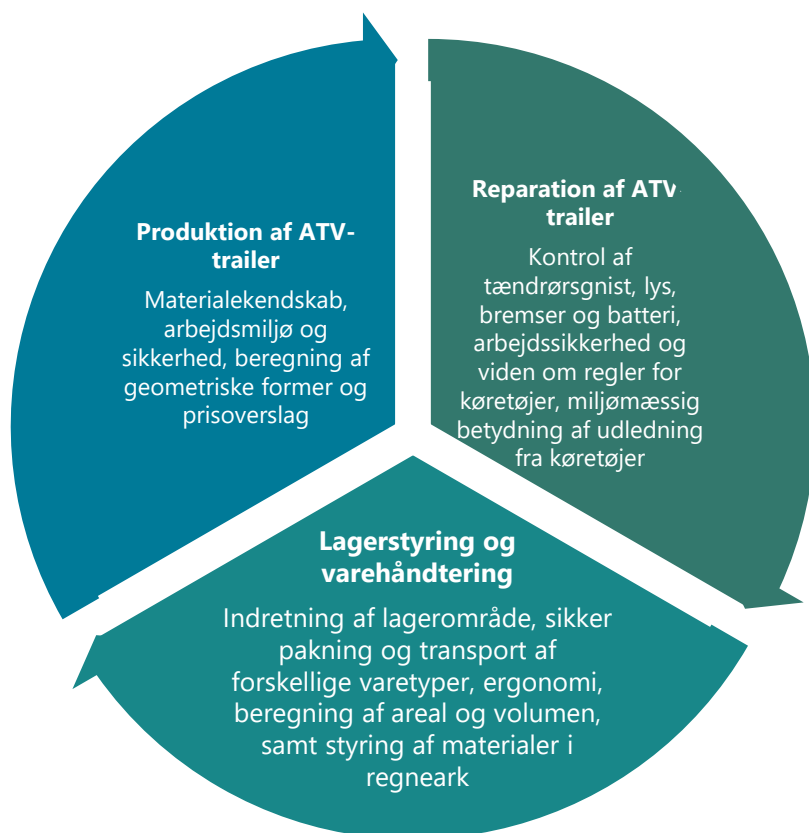 Produktion af ATV-
trailer
Materialekendskab,
arbejdsmiljø og
sikkerhed, beregning af
geometriske former og
prisoverslag
Reparation af ATV-
trailer
Kontrol af
tændrørsgnist, lys,
bremser og batteri,
arbejdssikkerhed og
viden om regler for
køretøjer, miljømæssig
betydning af udledning
fra køretøjer
Lagerstyring og
varehåndtering
Indretning af lagerområde, sikker
pakning og transport af
forskellige varetyper, ergonomi,
beregning af areal og volumen,
samt styring af materialer i
regneark